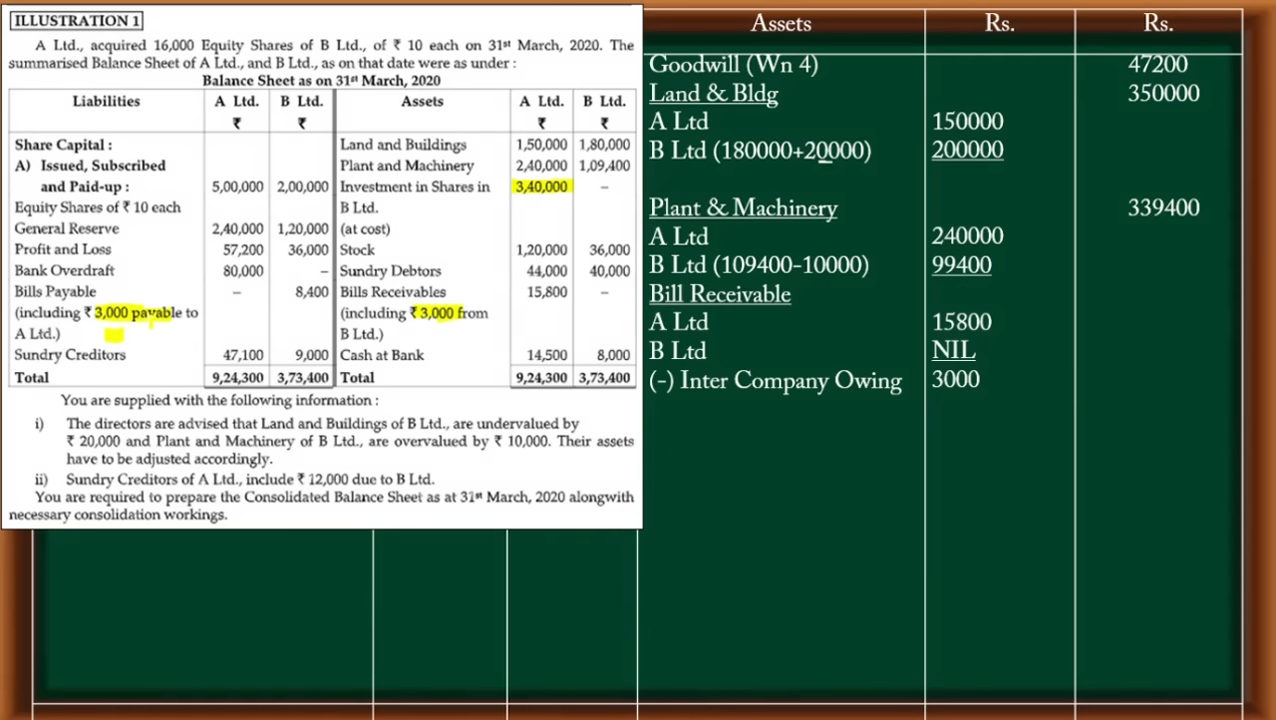 ILLUSTRATION 1
A Ltd., acquired 16,000 Equity Shares of B Ltd., of ₹ 10 each on 31st March, 2020. The
summarised Balance Sheet of A Ltd., and B Ltd., as on that date were as under :
Balance Sheet as on 31st March, 2020
Liabilities A Ltd. B Ltd. Assets A Ltd. B Ltd.
₹ ₹ ₹ ₹
Share Capital : Land and Buildings 1,50,000 1,80,000
A) Issued, Subscribed Plant and Machinery 2,40,000 1,09,400
and Paid-up : 5,00,000 2,00,000 Investment in Shares in 3,40,000 –
Equity Shares of ₹ 10 each B Ltd.
General Reserve 2,40,000 1,20,000 (at cost)
Profit and Loss 57,200 36,000 Stock 1,20,000 36,000
Bank Overdraft 80,000 – Sundry Debtors 44,000 40,000
Bills Payable – 8,400 Bills Receivables 15,800 –
(including ₹ 3,000 payable to (including ₹ 3,000 from
A Ltd.) B Ltd.)
Sundry Creditors 47,100 9,000 Cash at Bank 14,500 8,000
Total 9,24,300 3,73,400 Total 9,24,300 3,73,400
You are supplied with the following information :
i) The directors are advised that Land and Buildings of B Ltd., are undervalued by
₹ 20,000 and Plant and Machinery of B Ltd., are overvalued by ₹ 10,000. Their assets
have to be adjusted accordingly.
ii) Sundry Creditors of A Ltd., include ₹ 12,000 due to B Ltd.
You are required to prepare the Consolidated Balance Sheet as at 31st March, 2020 alongwith
necessary consolidation workings.
Assets Rs. Rs.
Goodwill (Wn 4) 47200
Land & Bldg 350000
A Ltd 150000
B Ltd (180000+20000) 200000
Plant & Machinery 339400
A Ltd 240000
B Ltd (109400-10000) 99400
Bill Receivable
A Ltd 15800
B Ltd NIL
(-) Inter Company Owing 3000